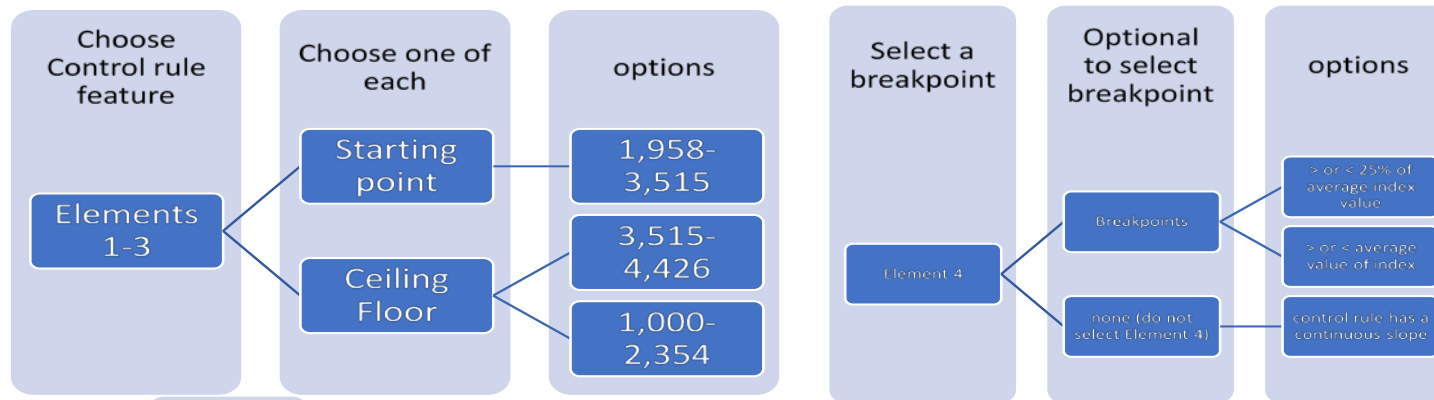 Choose
Control rule
feature
Elements
1-3
Choose one of
each
Starting
point
Ceiling
Floor
options
1,958-
3,515
3,515-
4,426
1,000-
2,354
Select a
breakpoint
Element 4
Optional
to select
breakpoint
Breakpoints
none (do not
select Element 4)
options
> or < 25% of
average index
value
> or < average
value of index
control rule has a
continuous slope